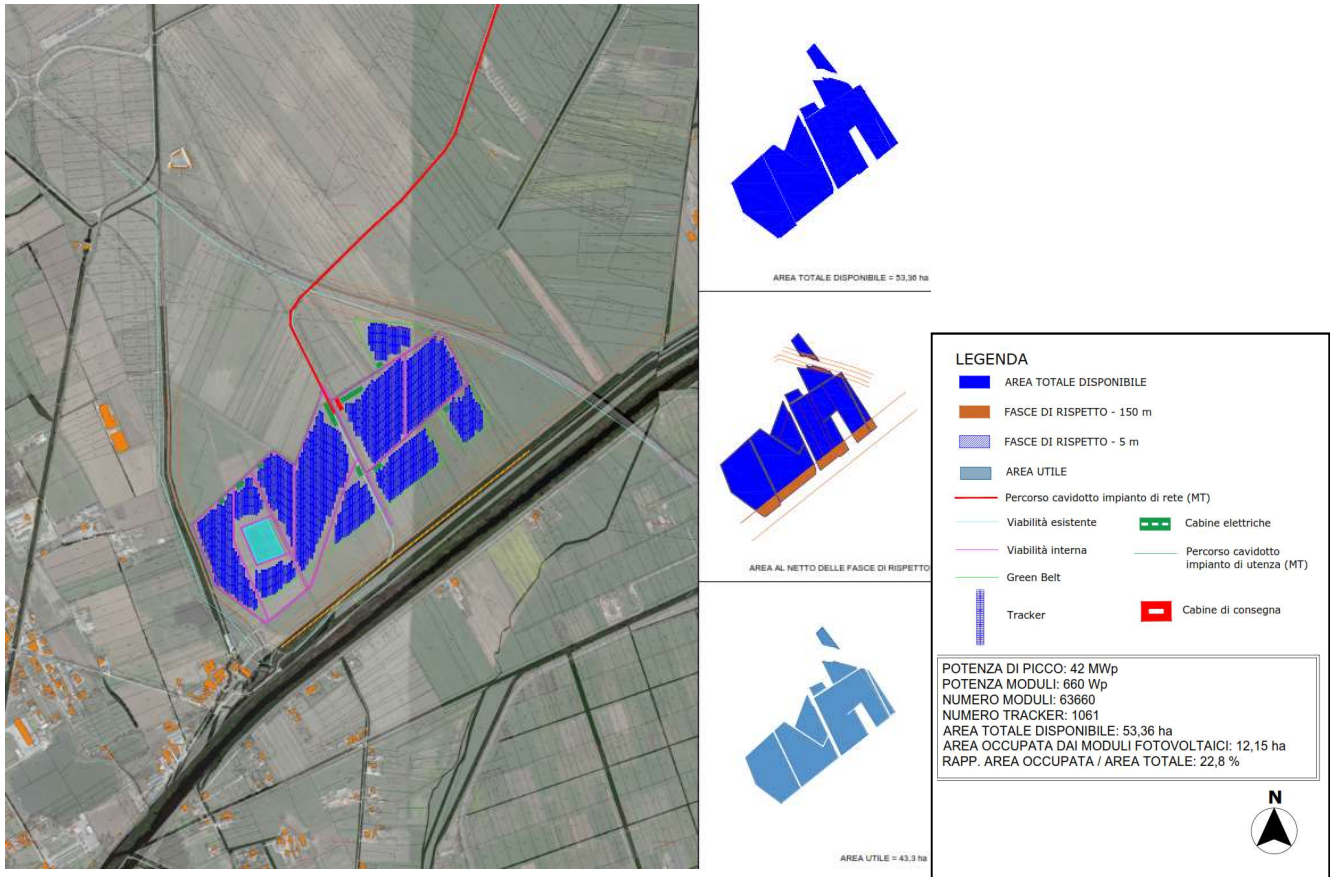 AREA TOTALE DISPONIBILE = 53,36 ha
AREA AL NETTO DELLE FASCE DI RISPETTO
AREA UTILE = 43,3 ha
LEGENDA
AREA TOTALE DISPONIBILE
FASCE DI RISPETTO - 150 m
FASCE DI RISPETTO - 5 m
AREA UTILE
Percorso cavidotto impianto di rete (MT)
Viabilità esistente
Cabine elettriche
Viabilità interna
Percorso cavidotto
impianto di utenza (MT)
Green Belt
Tracker
Cabine di consegna
POTENZA DI PICCO: 42 MWp
POTENZA MODULI: 660 Wp
NUMERO MODULI: 63660
NUMERO TRACKER: 1061
AREA TOTALE DISPONIBILE: 53,36 ha
AREA OCCUPATA DAI MODULI FOTOVOLTAICI: 12,15 ha
RAPP. AREA OCCUPATA / AREA TOTALE: 22,8 %
N